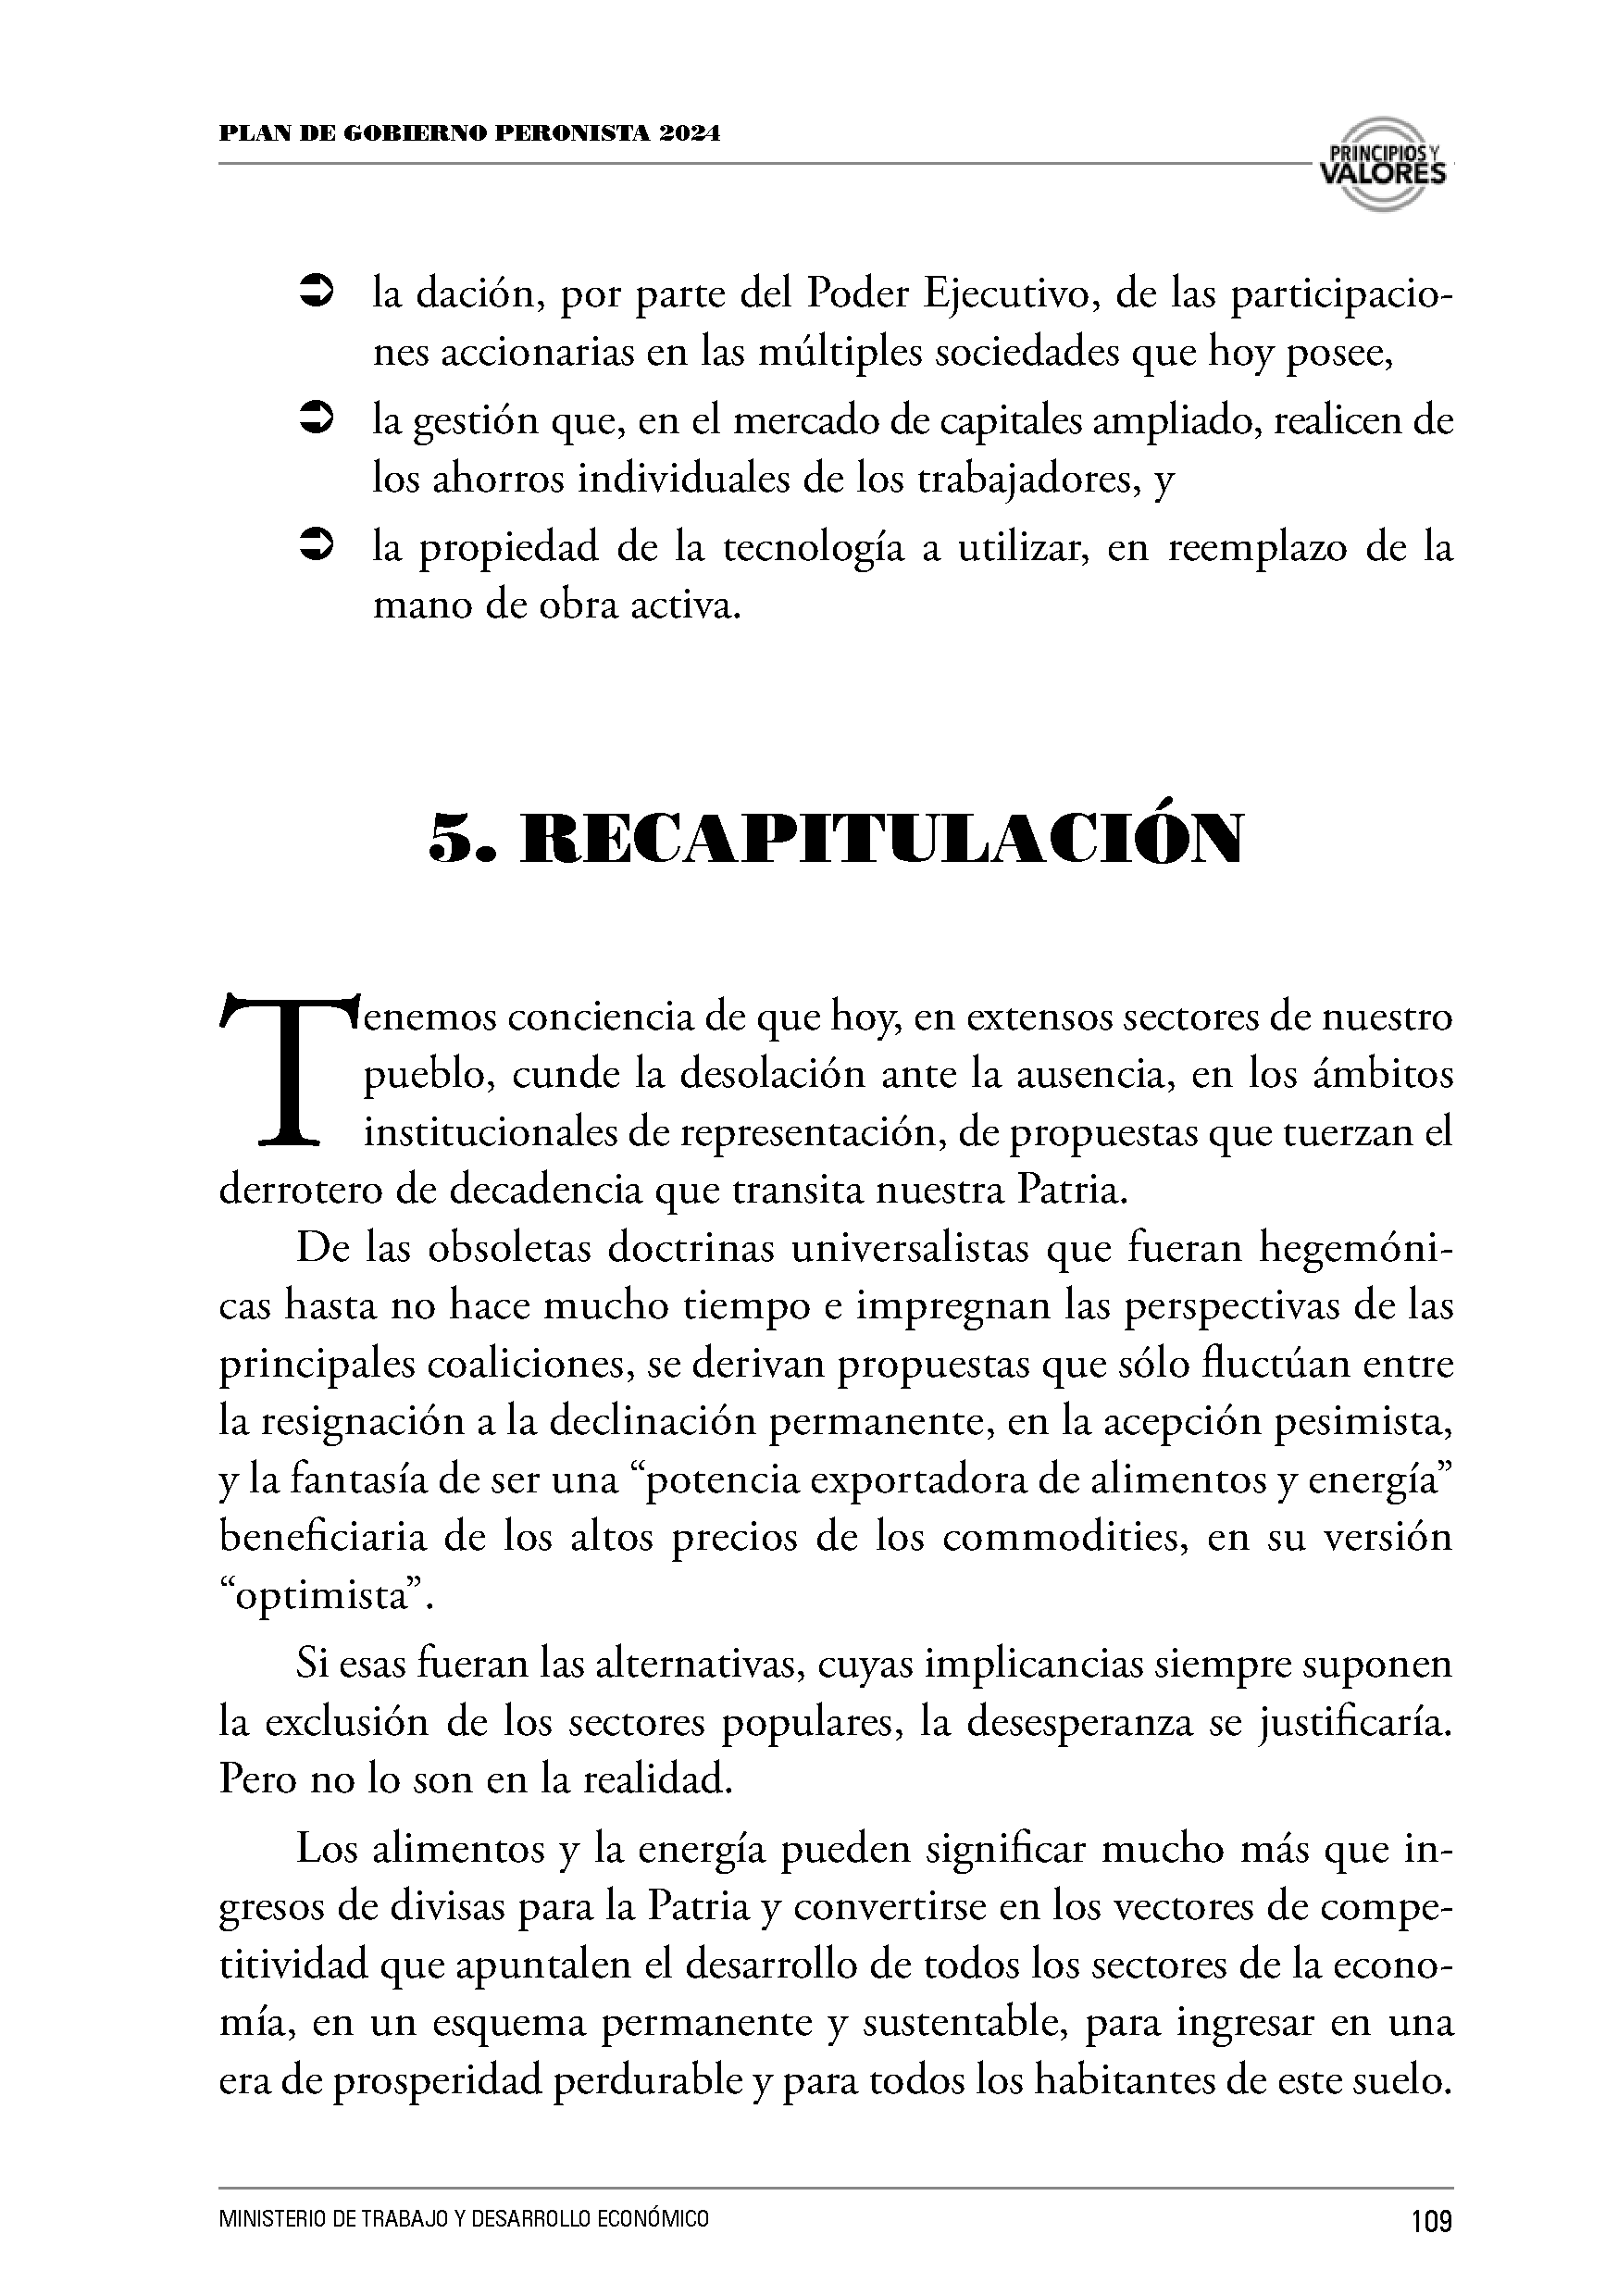 PLAN DE GOBIERNO PERONISTA 2024
PRINCIPIOS Y
VALORES
➲ la dación, por parte del Poder Ejecutivo, de las participacio-
nes accionarias en las múltiples sociedades que hoy posee,
➲ la gestión que, en el mercado de capitales ampliado, realicen de
los ahorros individuales de los trabajadores, y
➲ la propiedad de la tecnología a utilizar, en reemplazo de la
mano de obra activa.
5. RECAPITULACIÓN
Tenemos conciencia de que hoy, en extensos sectores de nuestro
pueblo, cunde la desolación ante la ausencia, en los ámbitos
institucionales de representación, de propuestas que tuerzan el
derrotero de decadencia que transita nuestra Patria.
De las obsoletas doctrinas universalistas que fueran hegemóni-
cas hasta no hace mucho tiempo e impregnan las perspectivas de las
principales coaliciones, se derivan propuestas que sólo fluctúan entre
la resignación a la declinación permanente, en la acepción pesimista,
y la fantasía de ser una “potencia exportadora de alimentos y energía”
beneficiaria de los altos precios de los commodities, en su versión
“optimista”.
Si esas fueran las alternativas, cuyas implicancias siempre suponen
la exclusión de los sectores populares, la desesperanza se justificaría.
Pero no lo son en la realidad.
Los alimentos y la energía pueden significar mucho más que in-
gresos de divisas para la Patria y convertirse en los vectores de compe-
titividad que apuntalen el desarrollo de todos los sectores de la econo-
mía, en un esquema permanente y sustentable, para ingresar en una
era de prosperidad perdurable y para todos los habitantes de este suelo.
MINISTERIO DE TRABAJO Y DESARROLLO ECONÓMICO
109